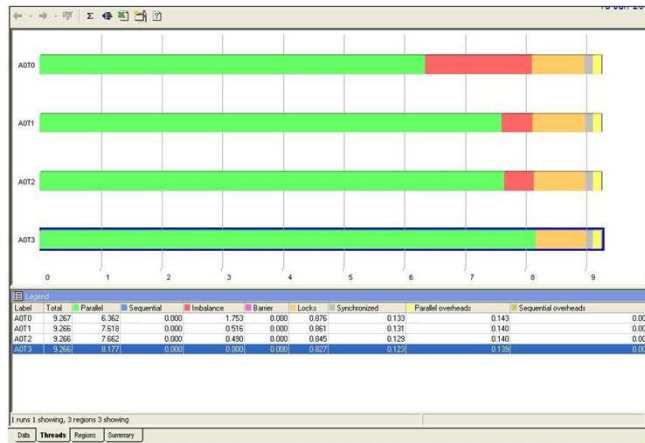 A0T0
A0T1
A0T2
A0T3
0 1 2 3 4 5 6 7 8 9
Legend
Label Total Parallel Sequential Imbalance Barrier Locks Synchronized Parallel overheads Sequential overheads
A0T0 9.267 6.362 0.000 1.753 0.000 0.876 0.133 0.143 0.00
A0T1 9.266 7.618 0.000 0.516 0.000 0.861 0.131 0.140 0.00
A0T2 9.266 7.662 0.000 0.490 0.000 0.845 0.129 0.140 0.00
A0T3 9.266 8.177 0.000 0.000 0.000 0.827 0.123 0.139 0.00
1 runs 1 showing, 3 regions 3 showing
Data Threads Regions Summary